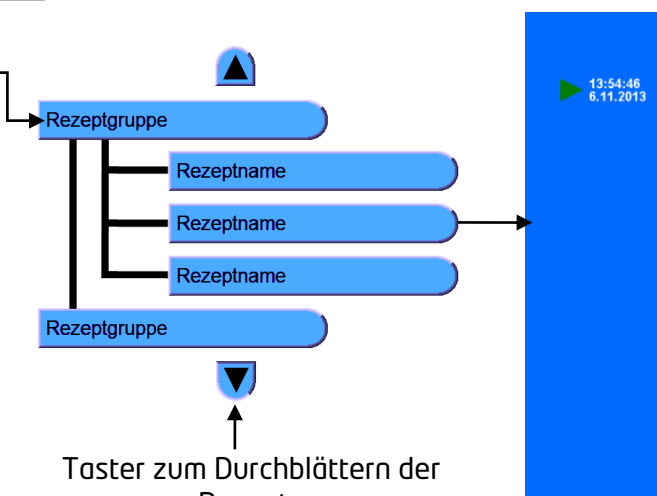 13:54:46
6.11.2013
Rezeptgruppe
Rezeptname
Rezeptname
Rezeptname
Rezeptgruppe
Taster zum Durchblättern der